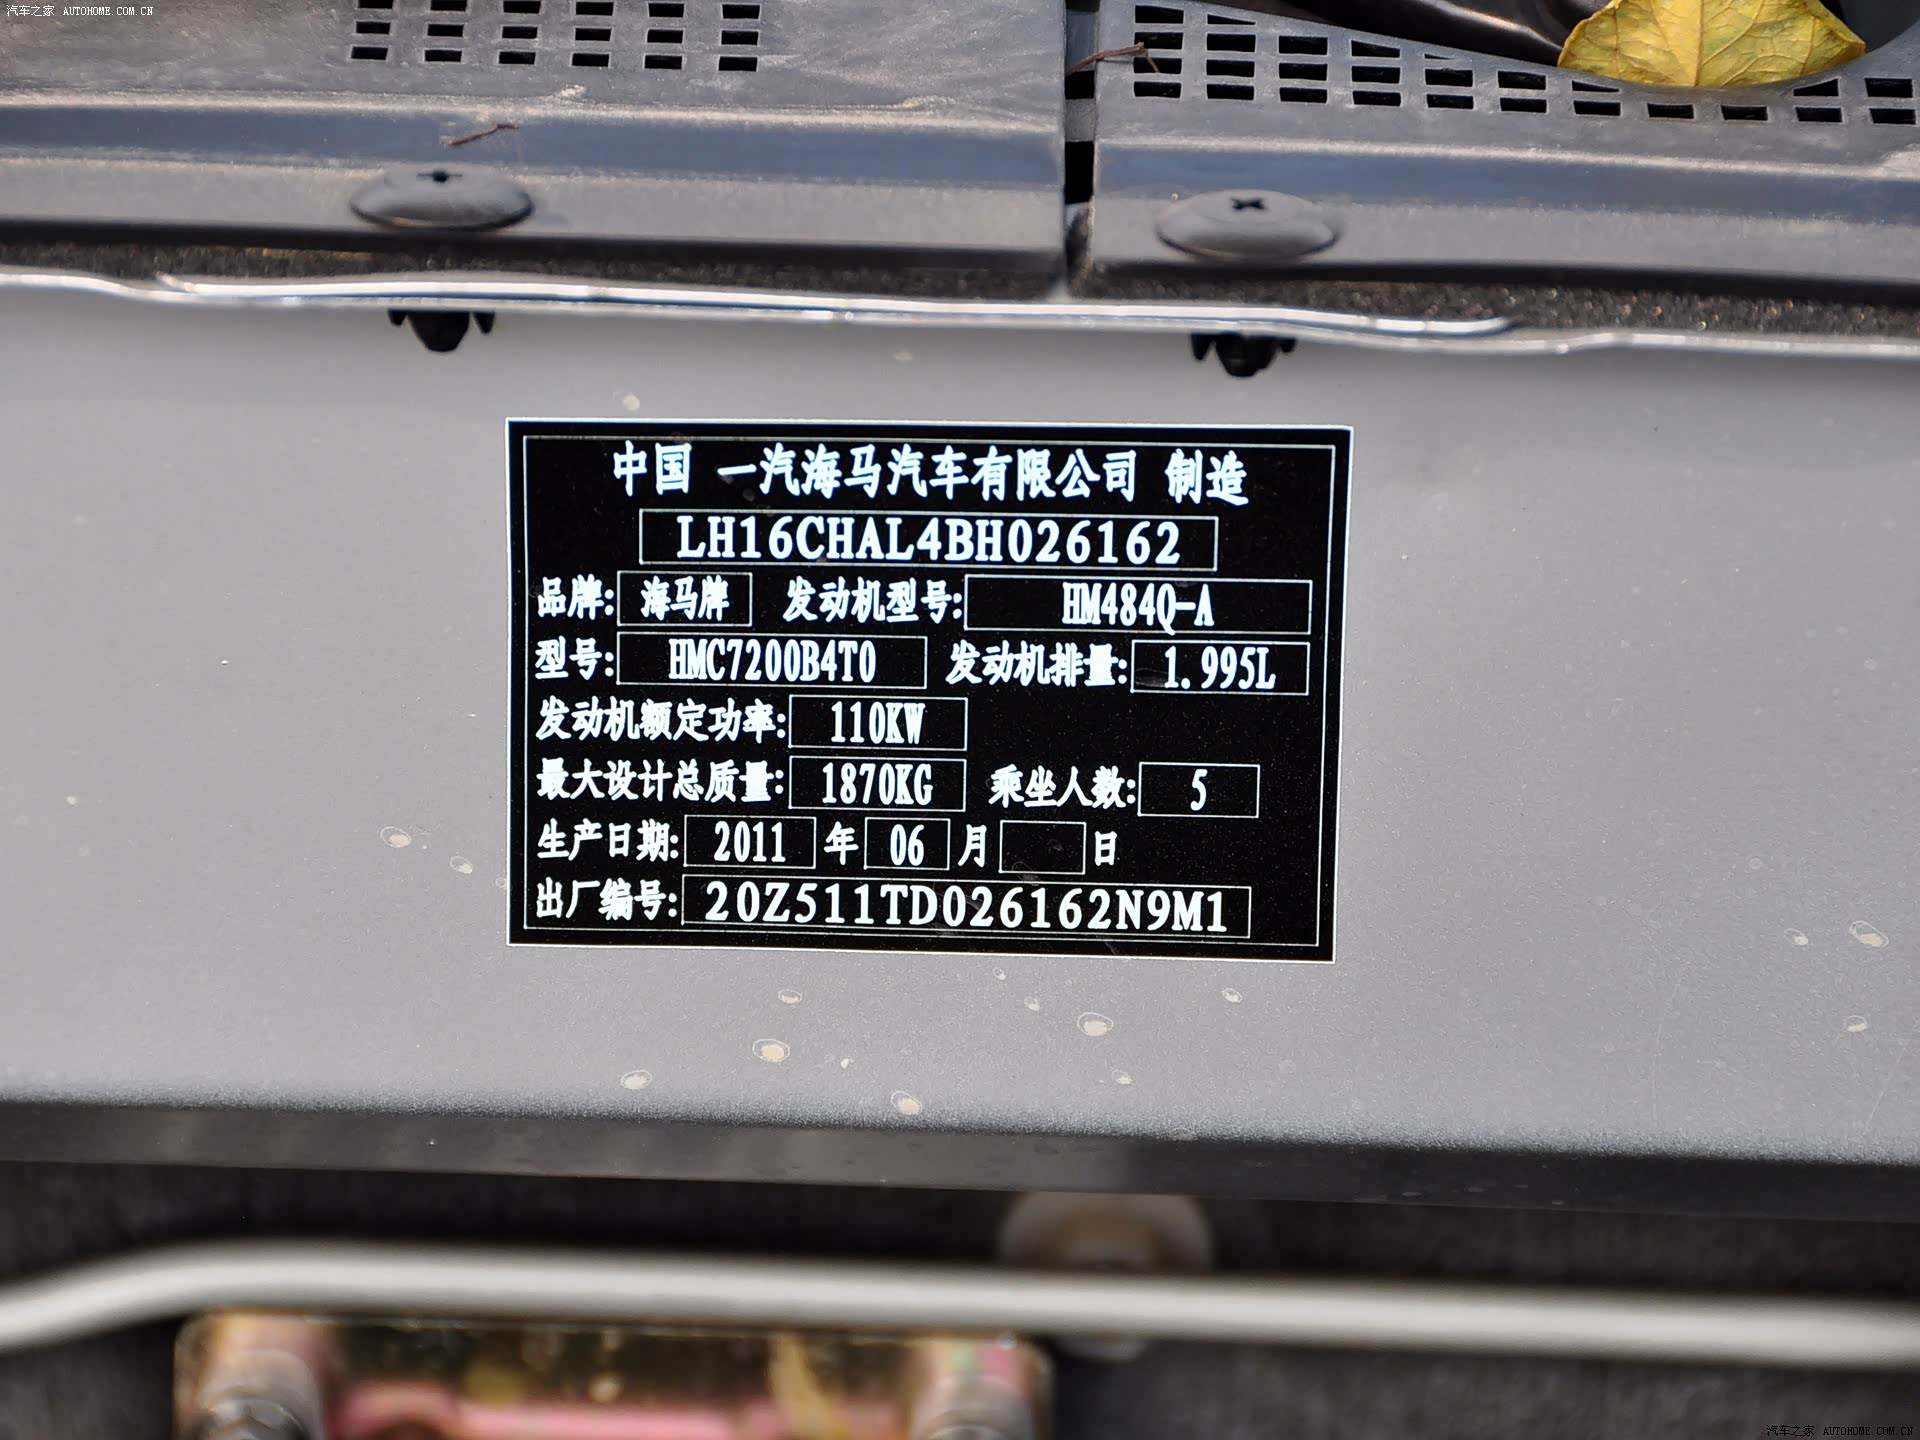 汽车之家 AUTOHOME.COM.CN
中国 一汽海马汽车有限公司 制造
LH16CHAL4BH026162
品牌: 海马牌 发动机型号: HM484Q-A
型号: HMC7200B4T0 发动机排量: 1.995L
发动机额定功率: 110KW
最大设计总质量: 1870KG 乘坐人数: 5
生产日期: 2011 年 06 月 日
出厂编号: 20Z511TD026162N9M1
汽车之家 AUTOHOME.COM.CN